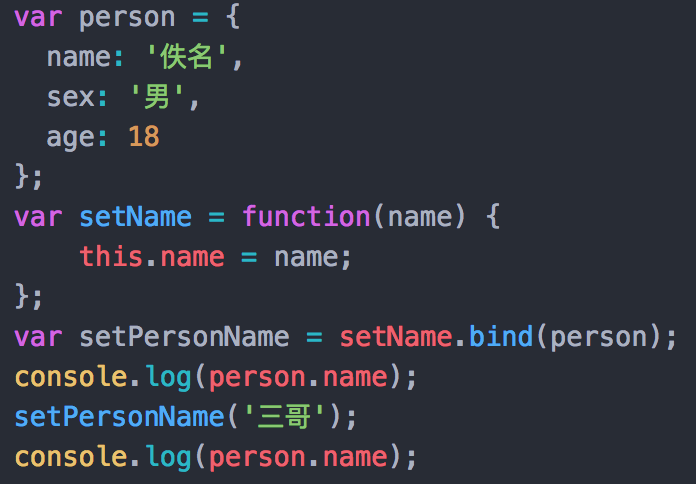 var person = {
  name: '佚名',
  sex: '男',
  age: 18
};
var setName = function(name) {
    this.name = name;
};
var setPersonName = setName.bind(person);
console.log(person.name);
setPersonName('三哥');
console.log(person.name);